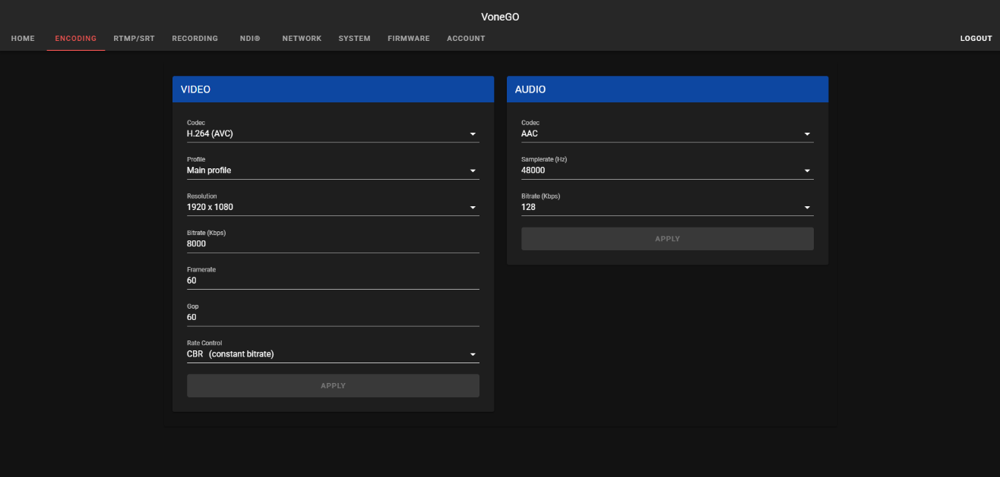 VoneGO
HOME ENCODING RTMP/SRT RECORDING NDI® NETWORK SYSTEM FIRMWARE ACCOUNT LOGOUT
VIDEO
Codec
H.264 (AVC)
Profile
Main profile
Resolution
1920 x 1080
Bitrate (Kbps)
8000
Framerate
60
Gop
60
Rate Control
CBR (constant bitrate)
APPLY
AUDIO
Codec
AAC
Samplerate (Hz)
48000
Bitrate (Kbps)
128
APPLY